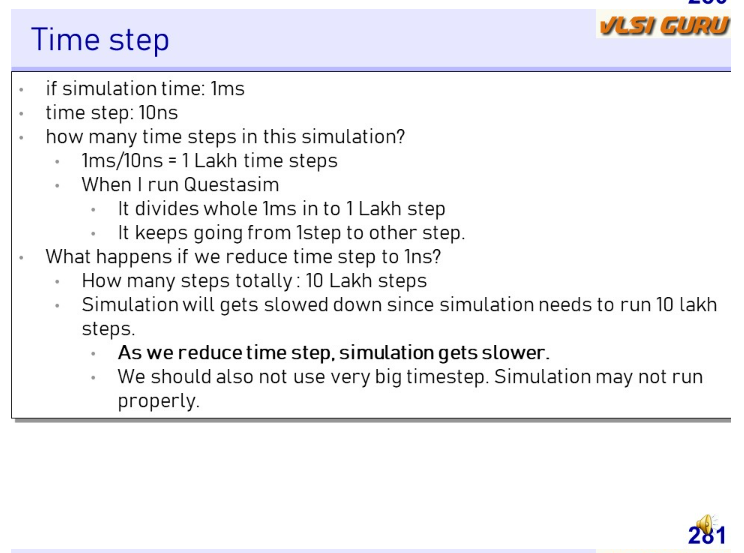 VLSI GURU
Time step
• if simulation time: 1ms
• time step: 10ns
• how many time steps in this simulation?
• 1ms/10ns = 1 Lakh time steps
• When I run Questasim
• It divides whole 1ms in to 1 Lakh step
• It keeps going from 1step to other step.
• What happens if we reduce time step to 1ns?
• How many steps totally : 10 Lakh steps
• Simulation will gets slowed down since simulation needs to run 10 lakh
steps.
• As we reduce time step, simulation gets slower.
• We should also not use very big timestep. Simulation may not run
properly.
281